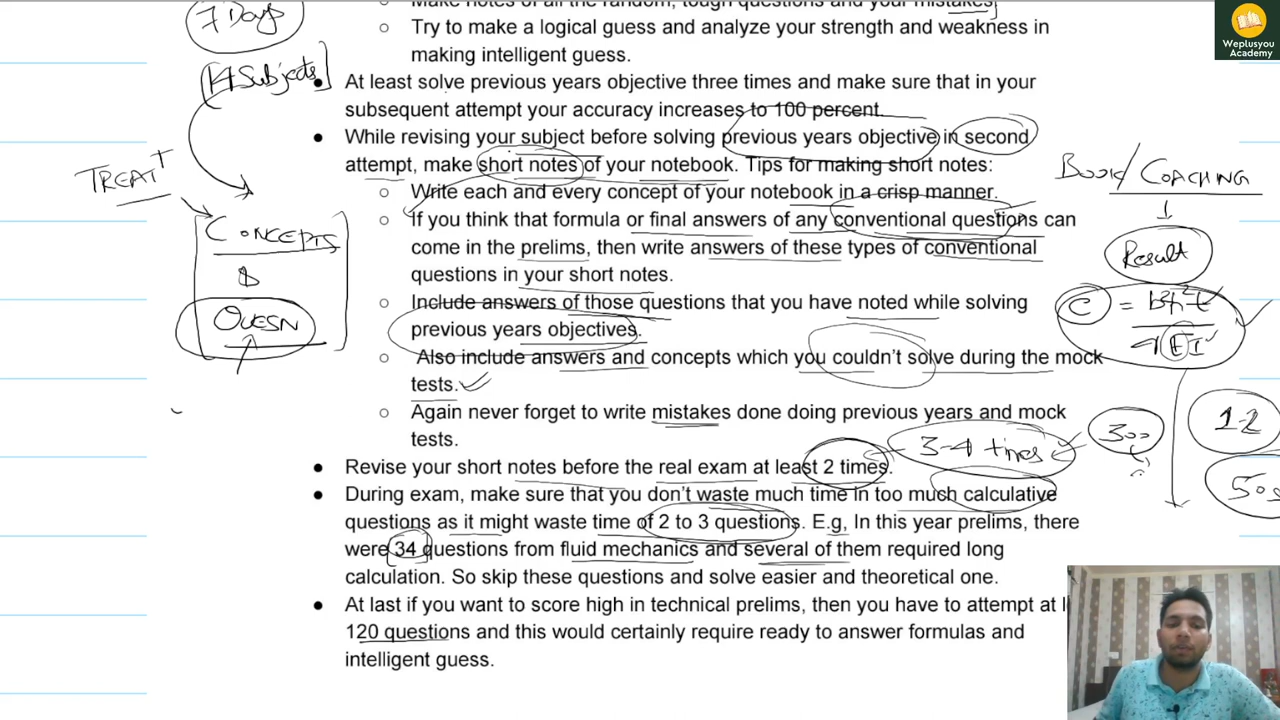 7 Days
14 Subjects
Make notes of all the random, tough questions and your mistakes
○ Try to make a logical guess and analyze your strength and weakness in
making intelligent guess.
● At least solve previous years objective three times and make sure that in your
subsequent attempt your accuracy increases to 100 percent.
● While revising your subject before solving previous years objective in second
attempt, make short notes of your notebook. Tips for making short notes:
○ Write each and every concept of your notebook in a crisp manner.
○ If you think that formula or final answers of any conventional questions can
come in the prelims, then write answers of these types of conventional
questions in your short notes.
○ Include answers of those questions that you have noted while solving
previous years objectives.
○ Also include answers and concepts which you couldn't solve during the mock
tests.
○ Again never forget to write mistakes done doing previous years and mock
tests.
● Revise your short notes before the real exam at least 2 times.
3-4 times
300
● During exam, make sure that you don't waste much time in too much calculative
questions as it might waste time of 2 to 3 questions. E.g, In this year prelims, there
were 34 questions from fluid mechanics and several of them required long
calculation. So skip these questions and solve easier and theoretical one.
● At last if you want to score high in technical prelims, then you have to attempt at l
120 questions and this would certainly require ready to answer formulas and
intelligent guess.
TREAT
CONCEPTS
&
QUESN
BOOK/COACHING
Result
Weplusyou
Academy